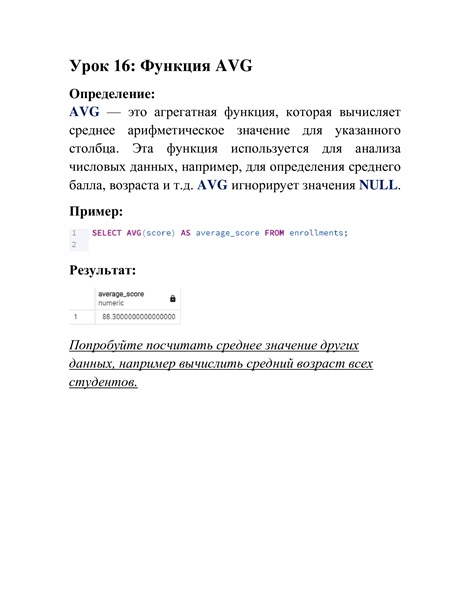 Урок 16: Функция AVG
Определение:
AVG — это агрегатная функция, которая вычисляет
среднее арифметическое значение для указанного
столбца. Эта функция используется для анализа
числовых данных, например, для определения среднего
балла, возраста и т.д. AVG игнорирует значения NULL.
Пример:
1 SELECT AVG(score) AS average_score FROM enrollments;
2
Результат:
average_score
numeric
1 88.3000000000000000
Попробуйте посчитать среднее значение других
данных, например вычислить средний возраст всех
студентов.